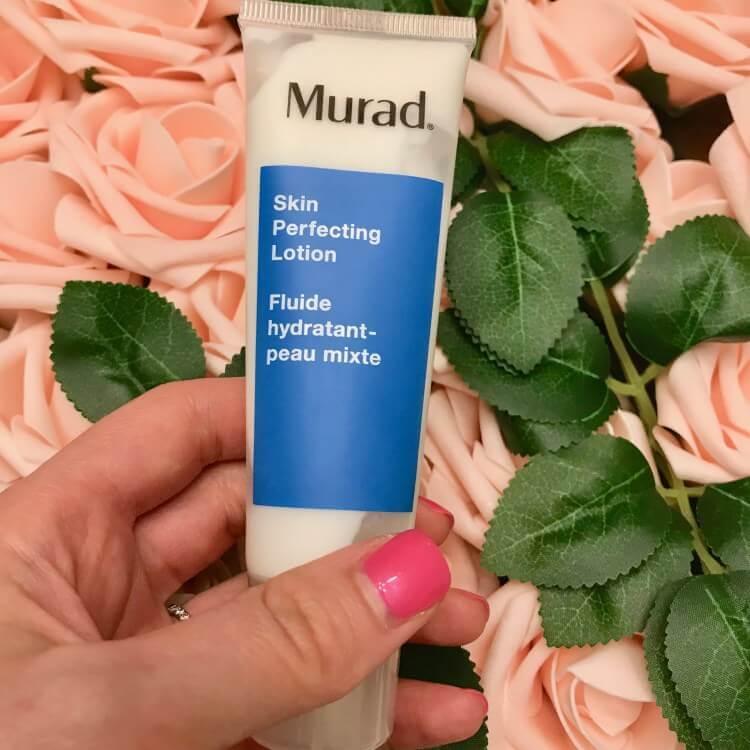 Murad.
Skin
Perfecting
Lotion
Fluide
hydratant-
peau mixte